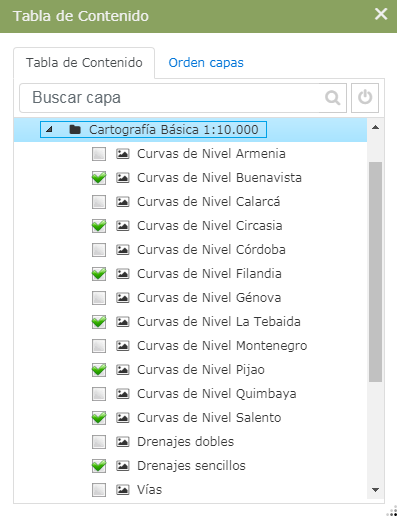 Tabla de Contenido
Tabla de Contenido
Orden capas
Buscar capa
Cartografía Básica 1:10.000
Curvas de Nivel Armenia
Curvas de Nivel Buenavista
Curvas de Nivel Calarcá
Curvas de Nivel Circasia
Curvas de Nivel Córdoba
Curvas de Nivel Filandia
Curvas de Nivel Génova
Curvas de Nivel La Tebaida
Curvas de Nivel Montenegro
Curvas de Nivel Pijao
Curvas de Nivel Quimbaya
Curvas de Nivel Salento
Drenajes dobles
Drenajes sencillos
Vías